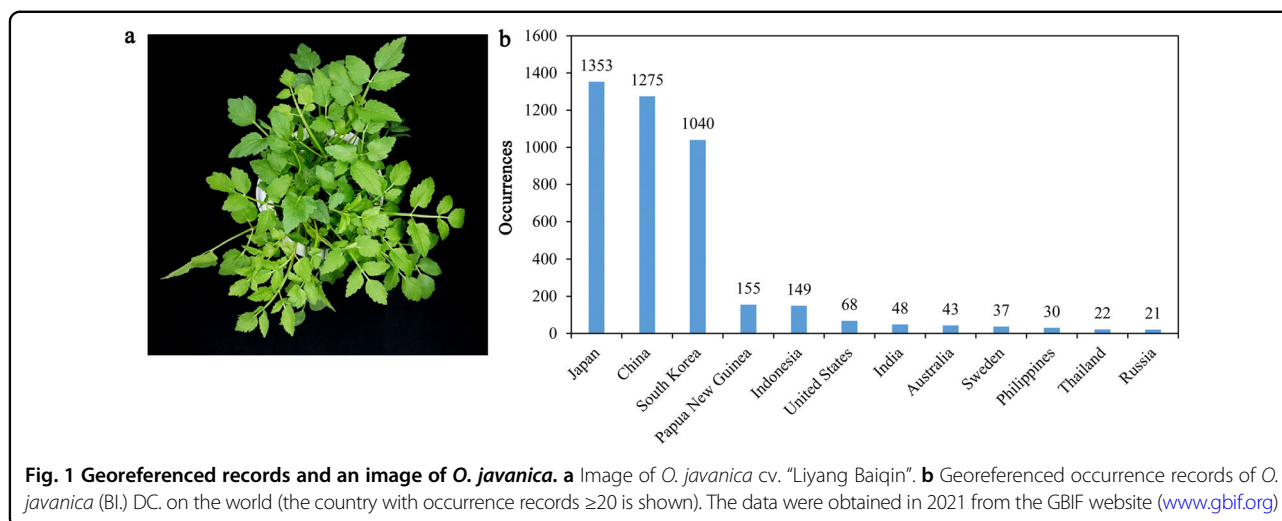 a
b
1600
1400
1200
1000
800
600
400
200
0
Occurrences
1353
1275
1040
155
149
68
48
43
37
30
22
21
Japan
China
South Korea
Papua New Guinea
Indonesia
United States
India
Australia
Sweden
Philippines
Thailand
Russia
Fig. 1 Georeferenced records and an image of O. javanica. a Image of O. javanica cv. “Liyang Baiqin”. b Georeferenced occurrence records of O.
javanica (Bl.) DC. on the world (the country with occurrence records ≥20 is shown). The data were obtained in 2021 from the GBIF website (www.gbif.org)